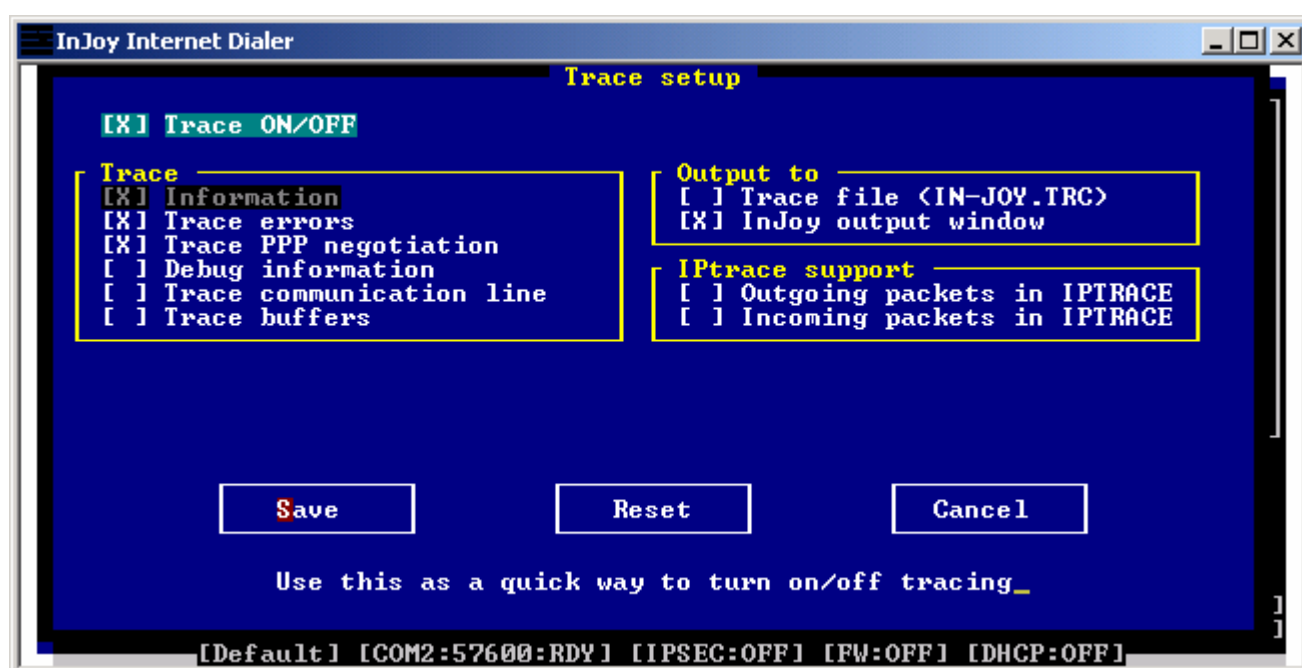 InJoy Internet Dialer
Trace setup
[X] Trace ON/OFF
Trace
[X] Information
[X] Trace errors
[X] Trace PPP negotiation
[ ] Debug information
[ ] Trace communication line
[ ] Trace buffers
Output to
[ ] Trace file (IN-JOY.TRC)
[X] InJoy output window
IPtrace support
[ ] Outgoing packets in IPTRACE
[ ] Incoming packets in IPTRACE
Save Reset Cancel
Use this as a quick way to turn on/off tracing_
[Default] [COM2:57600:RDY] [IPSEC:OFF] [FW:OFF] [DHCP:OFF]